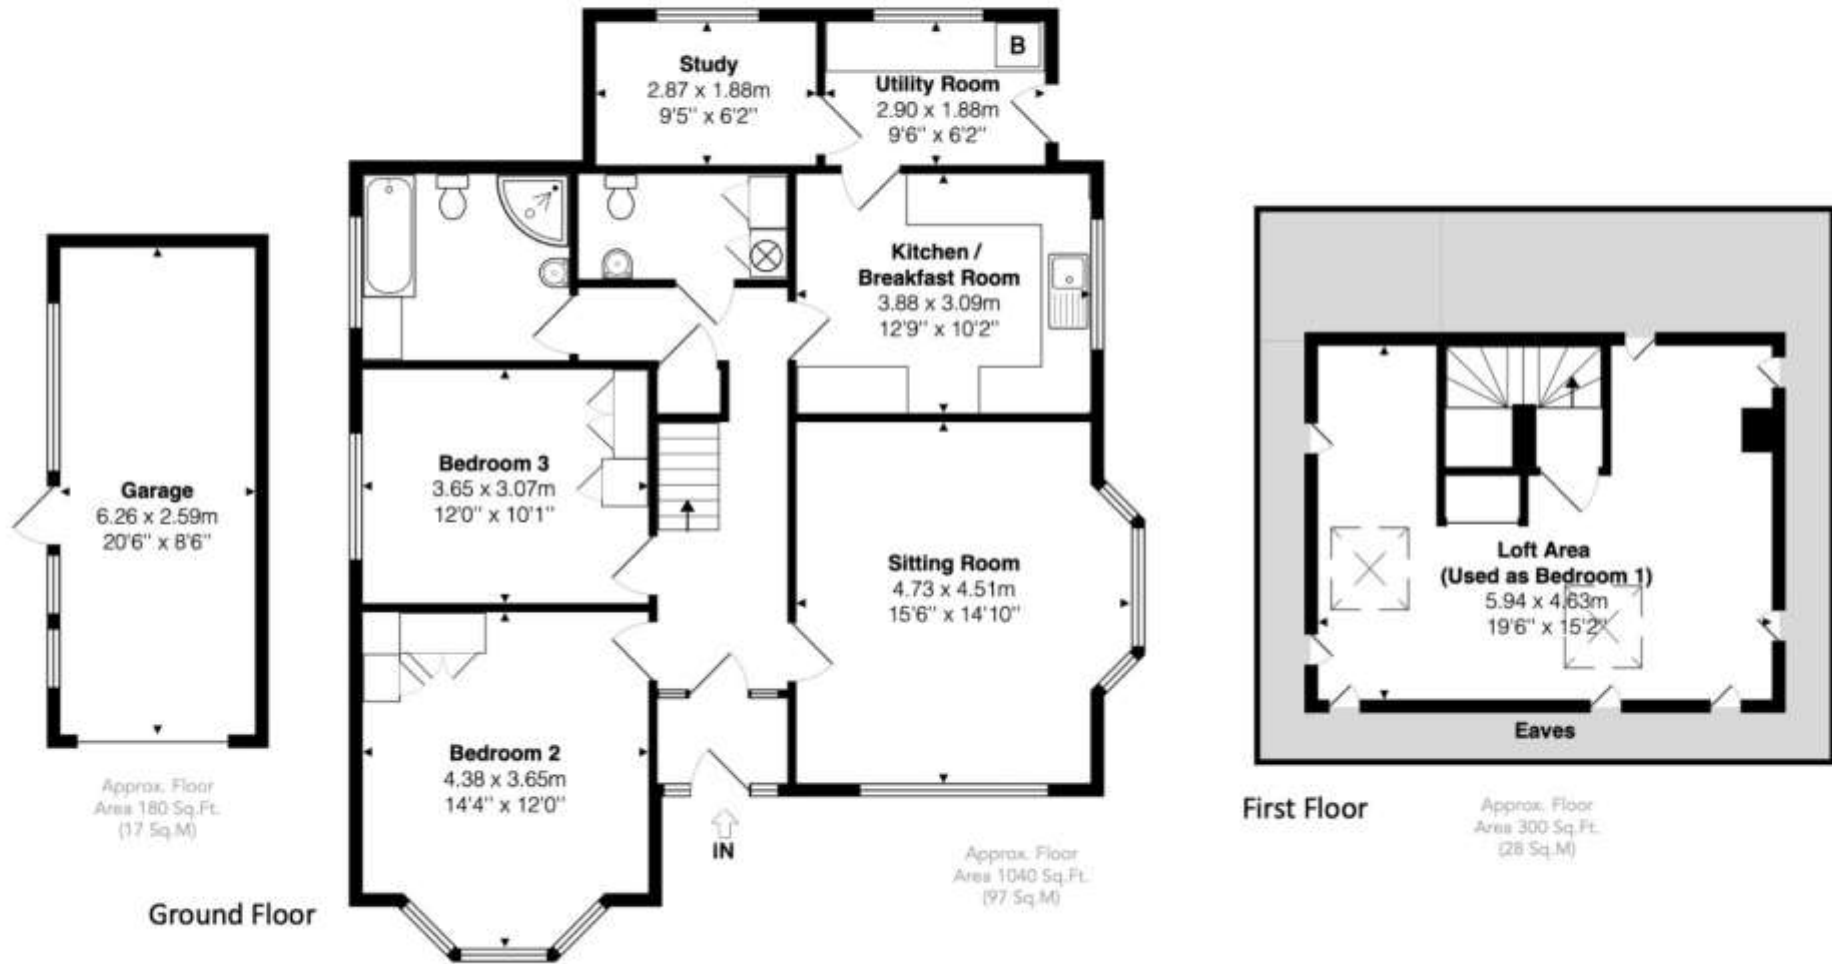 Study
2.87 x 1.88m
9'5'' x 6'2''
B
Utility Room
2.90 x 1.88m
9'6'' x 6'2''
Kitchen /
Breakfast Room
3.88 x 3.09m
12'9'' x 10'2''
Garage
6.26 x 2.59m
20'6'' x 8'6''
Bedroom 3
3.65 x 3.07m
12'0'' x 10'1''
Sitting Room
4.73 x 4.51m
15'6'' x 14'10''
Bedroom 2
4.38 x 3.65m
14'4'' x 12'0''
IN
Approx. Floor
Area 180 Sq.Ft.
(17 Sq.M)
Approx. Floor
Area 1040 Sq.Ft.
(97 Sq.M)
Ground Floor
Loft Area
(Used as Bedroom 1)
5.94 x 4.63m
19'6'' x 15'2''
Eaves
First Floor
Approx. Floor
Area 300 Sq.Ft.
(28 Sq.M)